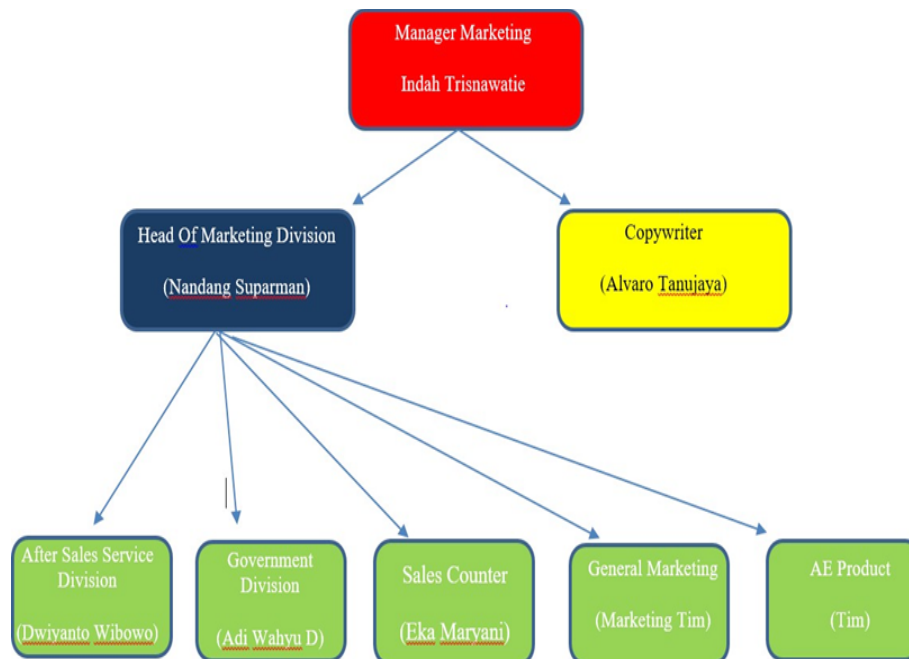 Manager Marketing
Indah Trisnawatie
Head Of Marketing Division
(Nandang Suparman)
Copywriter
(Alvaro Tanujaya)
After Sales Service
Division
(Dwiyanto Wibowo)
Government
Division
(Adi Wahyu D)
Sales Counter
(Eka Maryani)
General Marketing
(Marketing Tim)
AE Product
(Tim)